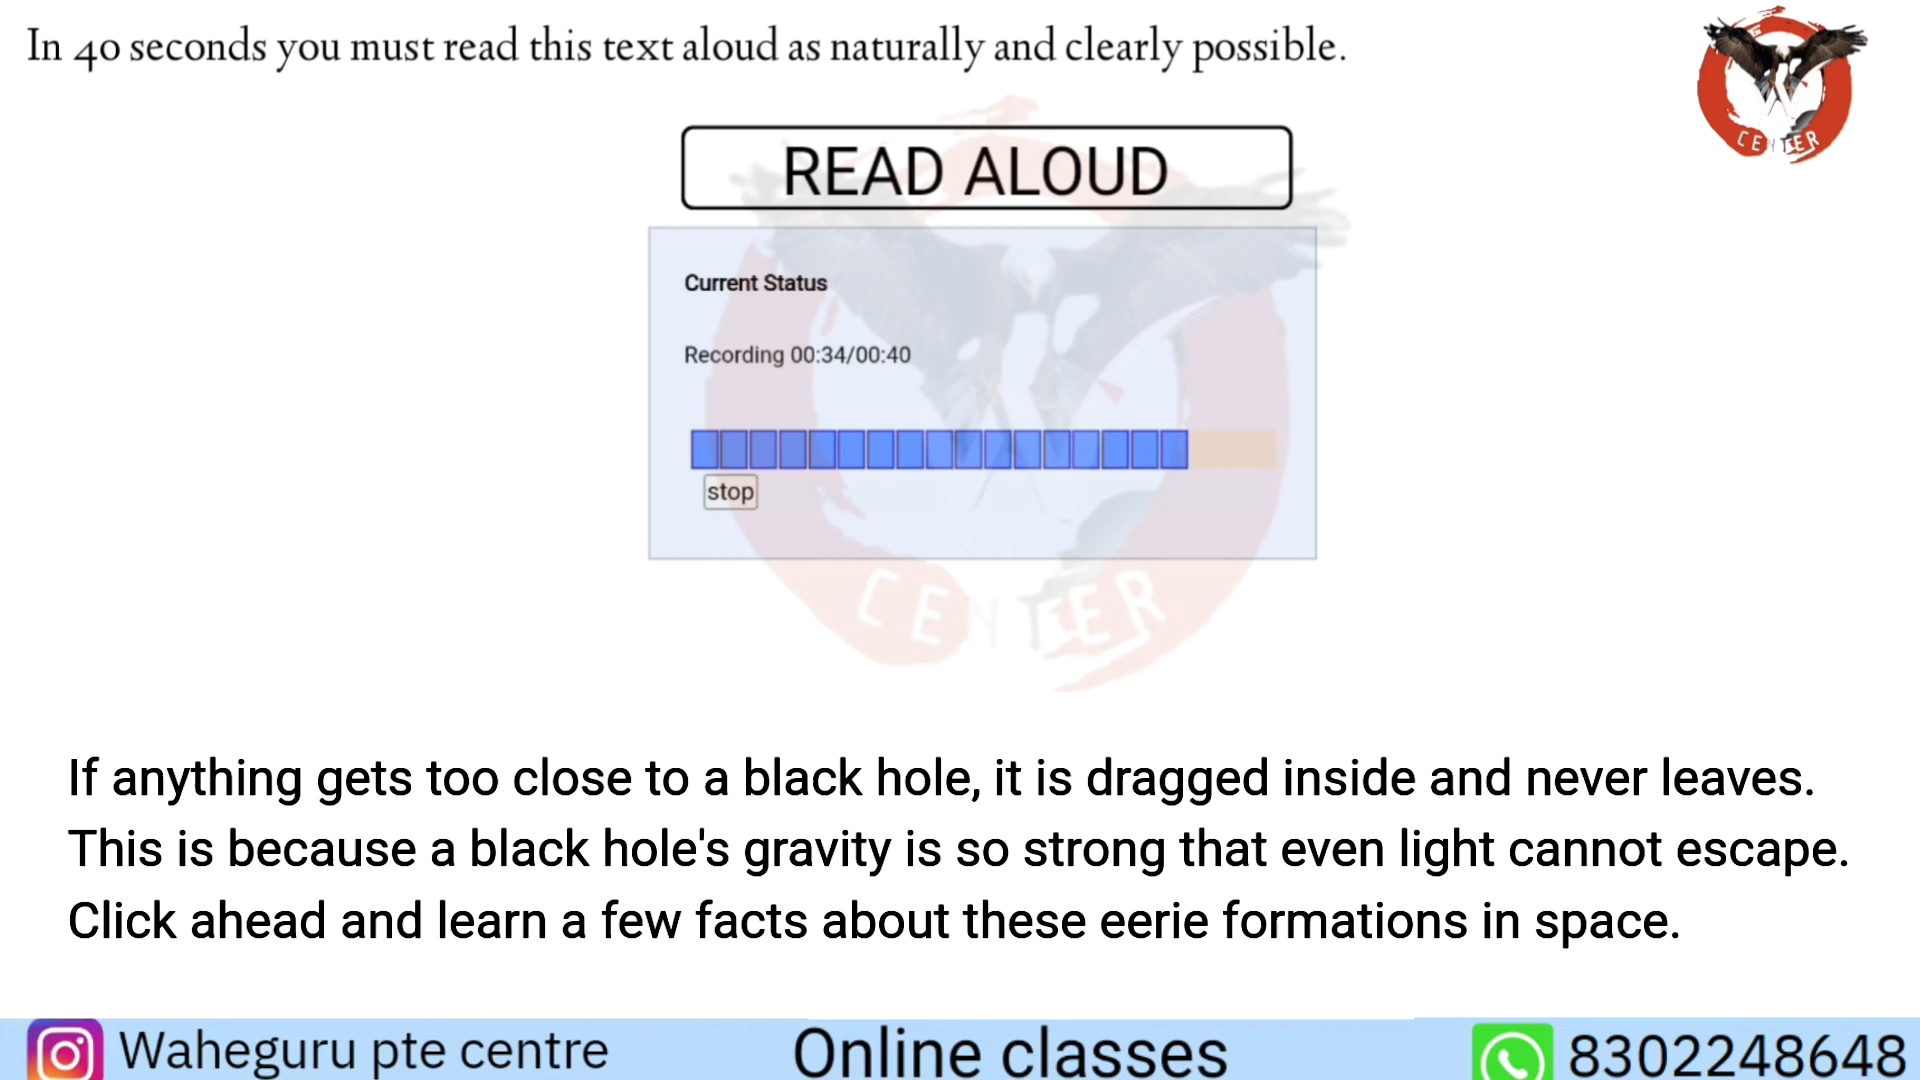 In 40 seconds you must read this text aloud as naturally and clearly possible.
CENTER
READ ALOUD
Current Status
Recording 00:34/00:40
stop
CENTER
If anything gets too close to a black hole, it is dragged inside and never leaves.
This is because a black hole's gravity is so strong that even light cannot escape.
Click ahead and learn a few facts about these eerie formations in space.
Waheguru pte centre
Online classes
8302248648